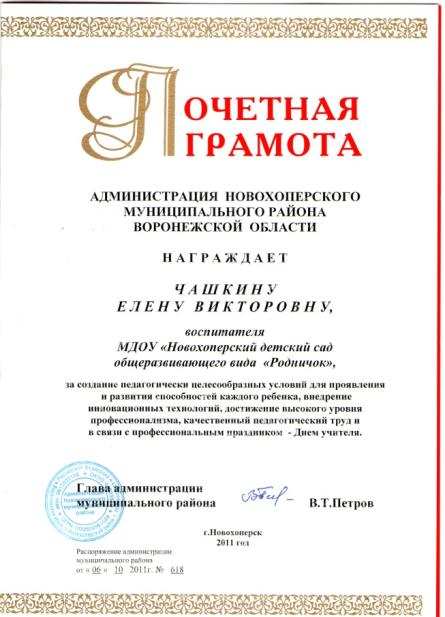 ПОЧЕТНАЯ
ГРАМОТА
АДМИНИСТРАЦИЯ НОВОХОПЕРСКОГО
МУНИЦИПАЛЬНОГО РАЙОНА
ВОРОНЕЖСКОЙ ОБЛАСТИ
НАГРАЖДАЕТ
ЧАШКИНУ
ЕЛЕНУ ВИКТОРОВНУ,
воспитателя
МДОУ «Новохоперский детский сад
общеразвивающего вида «Родничок»,
за создание педагогически целесообразных условий для проявления
и развития способностей каждого ребенка, внедрение
инновационных технологий, достижение высокого уровня
профессионализма, качественный педагогический труд и
в связи с профессиональным праздником - Днем учителя.
Глава администрации
муниципального района В.Т.Петров
г.Новохоперск
2011 год
Распоряжение администрации
муниципального района
от « 06 » 10 2011г. № 618